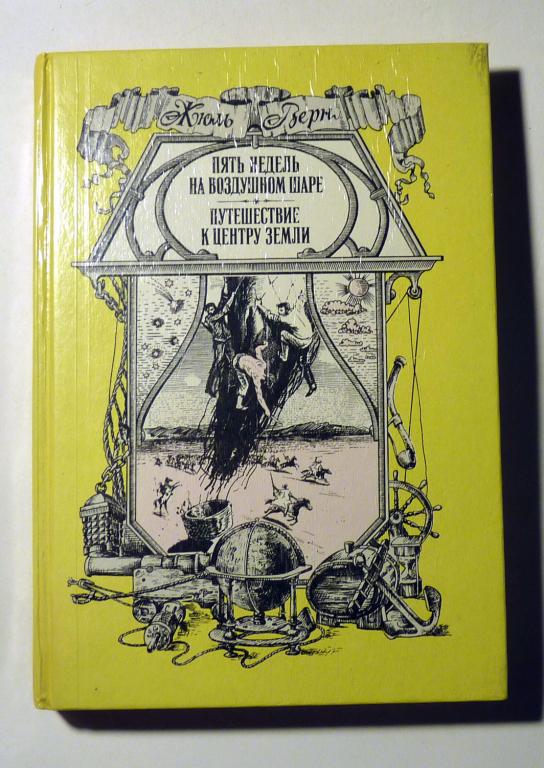 Жюль Верн
ПЯТЬ НЕДЕЛЬ
НА ВОЗДУШНОМ ШАРЕ
ПУТЕШЕСТВИЕ
К ЦЕНТРУ ЗЕМЛИ